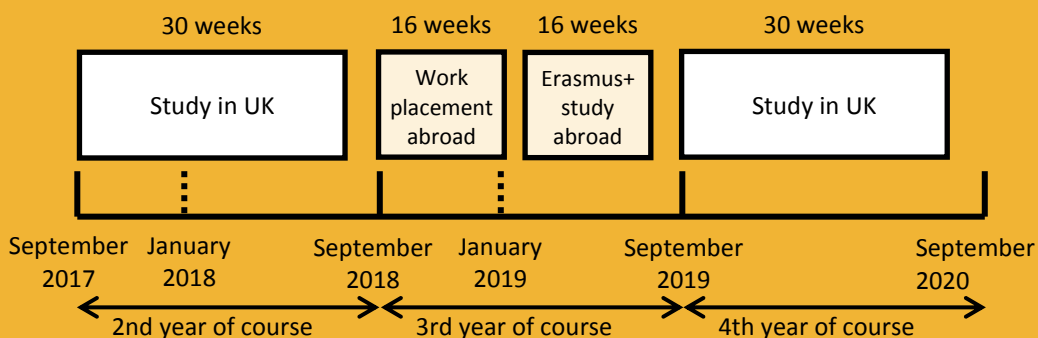 30 weeks
16 weeks
16 weeks
30 weeks
Study in UK
Work
placement
abroad
Erasmus+
study
abroad
Study in UK
September
2017
January
2018
September
2018
January
2019
September
2019
September
2020
2nd year of course
3rd year of course
4th year of course